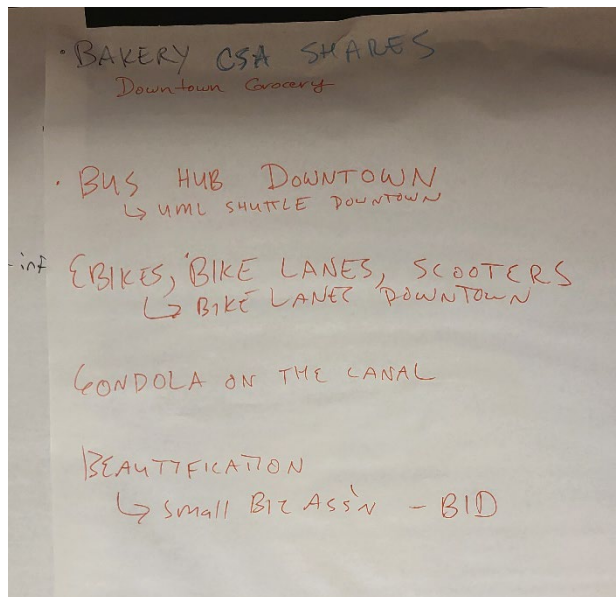 · BAKERY CSA SHARES
Downtown Grocery
· BUS HUB DOWNTOWN
↳ UML SHUTTLE DOWNTOWN
-inf
EBIKES, BIKE LANES, SCOOTERS
↳ BIKE LANES DOWNTOWN
GONDOLA ON THE CANAL
BEAUTIFICATION
↳ Small BIZ ASS'N - BID